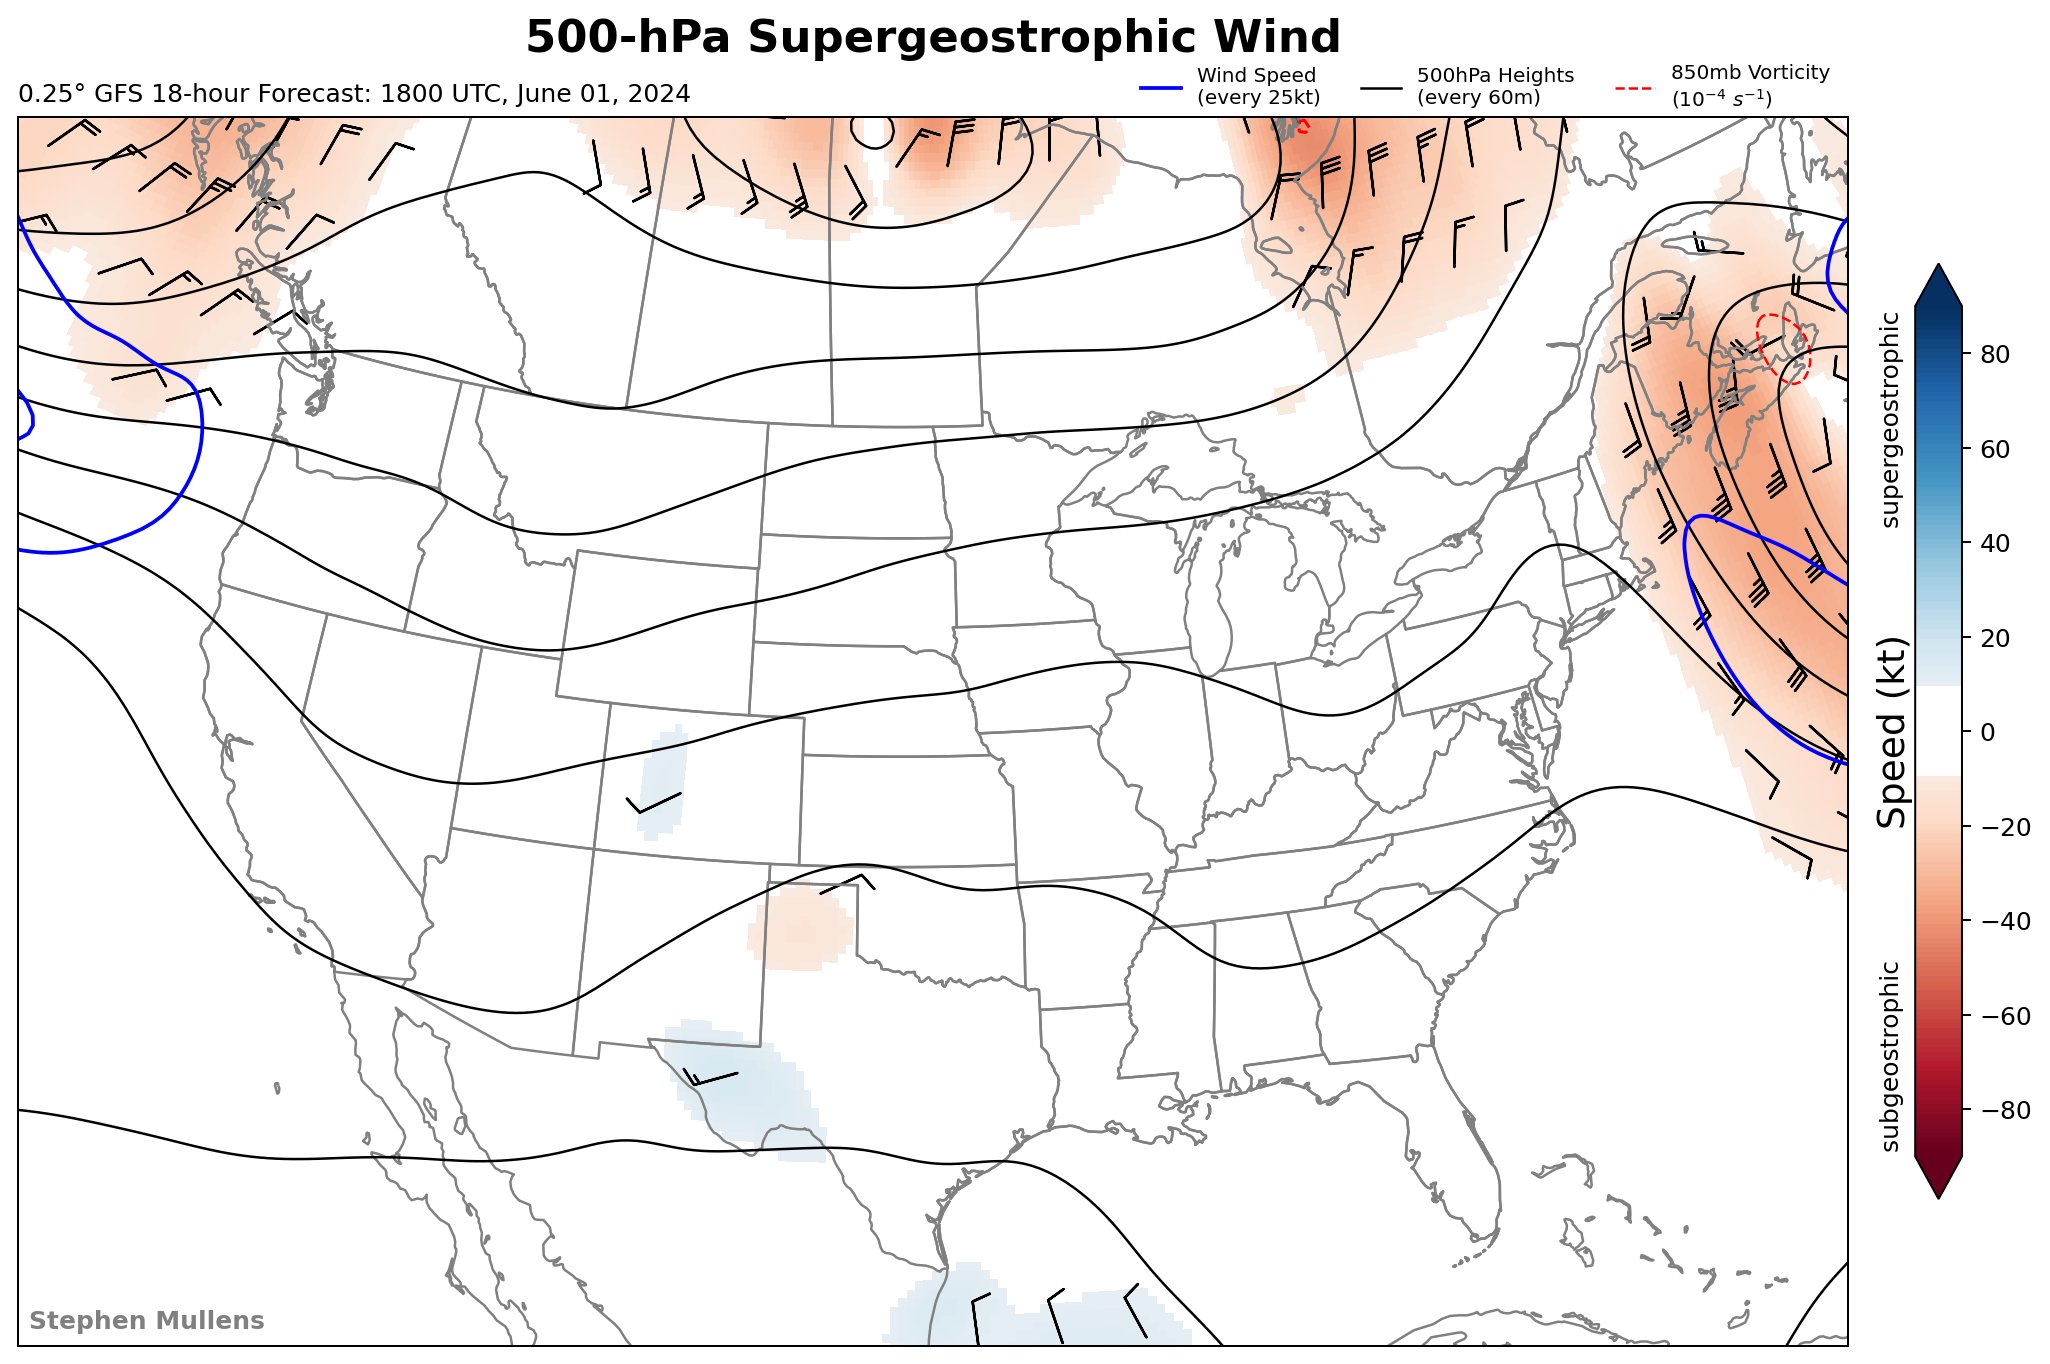 500-hPa Supergeostrophic Wind
0.25° GFS 18-hour Forecast: 1800 UTC, June 01, 2024
Wind Speed
(every 25kt)
500hPa Heights
(every 60m)
850mb Vorticity
(10⁻⁴ s⁻¹)
supergeostrophic
Speed (kt)
subgeostrophic
80
60
40
20
0
−20
−40
−60
−80
Stephen Mullens